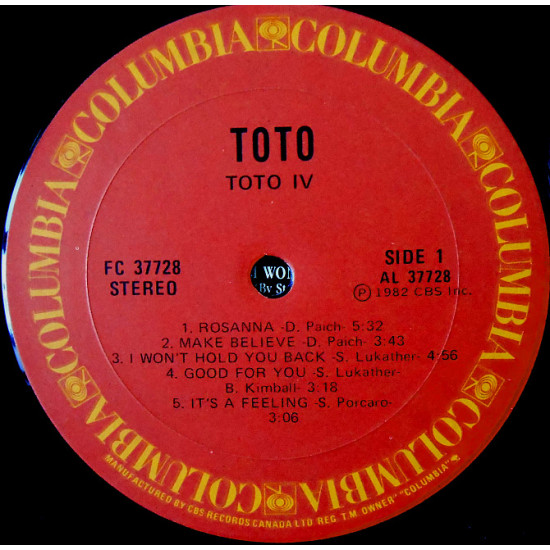 COLUMBIA COLUMBIA COLUMBIA COLUMBIA COLUMBIA COLUMBIA
TOTO
TOTO IV
FC 37728
STEREO
SIDE 1
AL 37728
Ⓟ 1982 CBS Inc.
WO
By
1. ROSANNA -D. Paich- 5:32
2. MAKE BELIEVE -D. Paich- 3:43
3. I WON'T HOLD YOU BACK -S. Lukather- 4:56
4. GOOD FOR YOU -S. Lukather-
B. Kimball- 3:18
5. IT'S A FEELING -S. Porcaro-
3:06
MANUFACTURED BY CBS RECORDS CANADA LTD REG. T.M. OWNER "COLUMBIA"